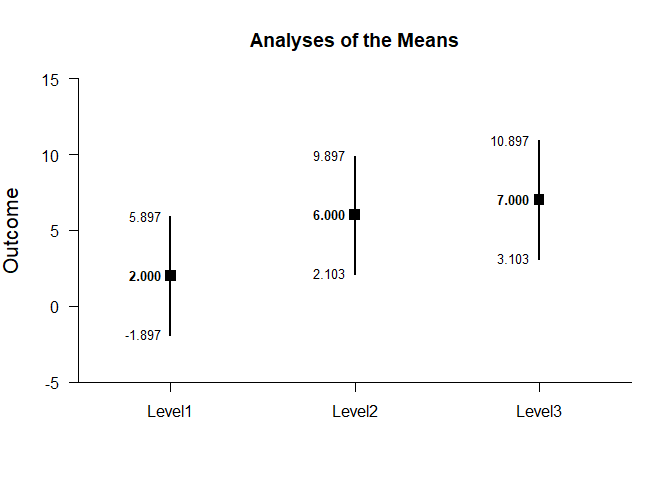 Analyses of the Means
Outcome
15
10
5
0
-5
5.897
2.000
-1.897
9.897
6.000
2.103
10.897
7.000
3.103
Level1
Level2
Level3